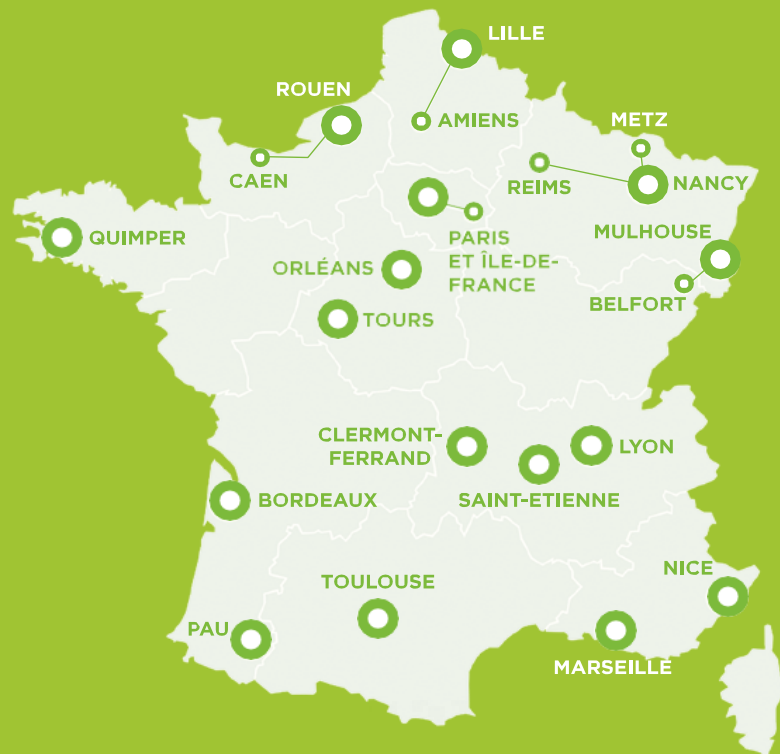 LILLE
ROUEN
AMIENS
METZ
CAEN
REIMS
NANCY
QUIMPER
PARIS
ET ÎLE-DE-
FRANCE
MULHOUSE
ORLÉANS
BELFORT
TOURS
CLERMONT-
FERRAND
LYON
SAINT-ETIENNE
BORDEAUX
NICE
TOULOUSE
PAU
MARSEILLE